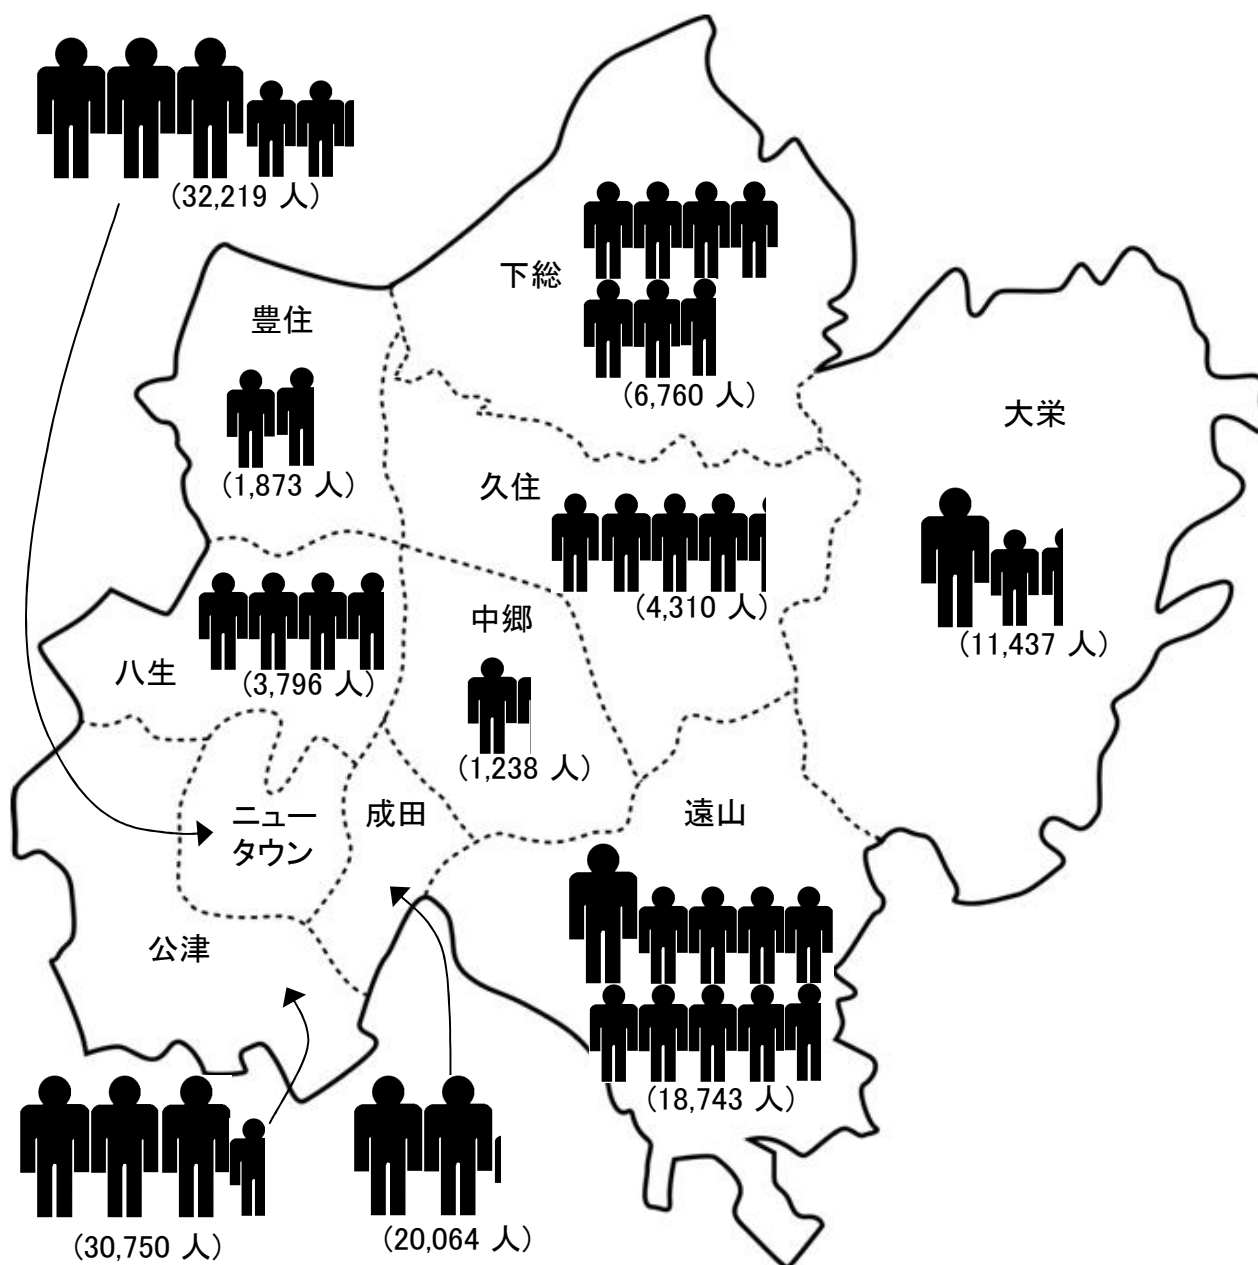 (32,219 人)
下総
(6,760 人)
豊住
(1,873 人)
大栄
(11,437 人)
久住
(4,310 人)
八生
(3,796 人)
中郷
(1,238 人)
ニュー
タウン
成田
遠山
(18,743 人)
公津
(30,750 人)
(20,064 人)